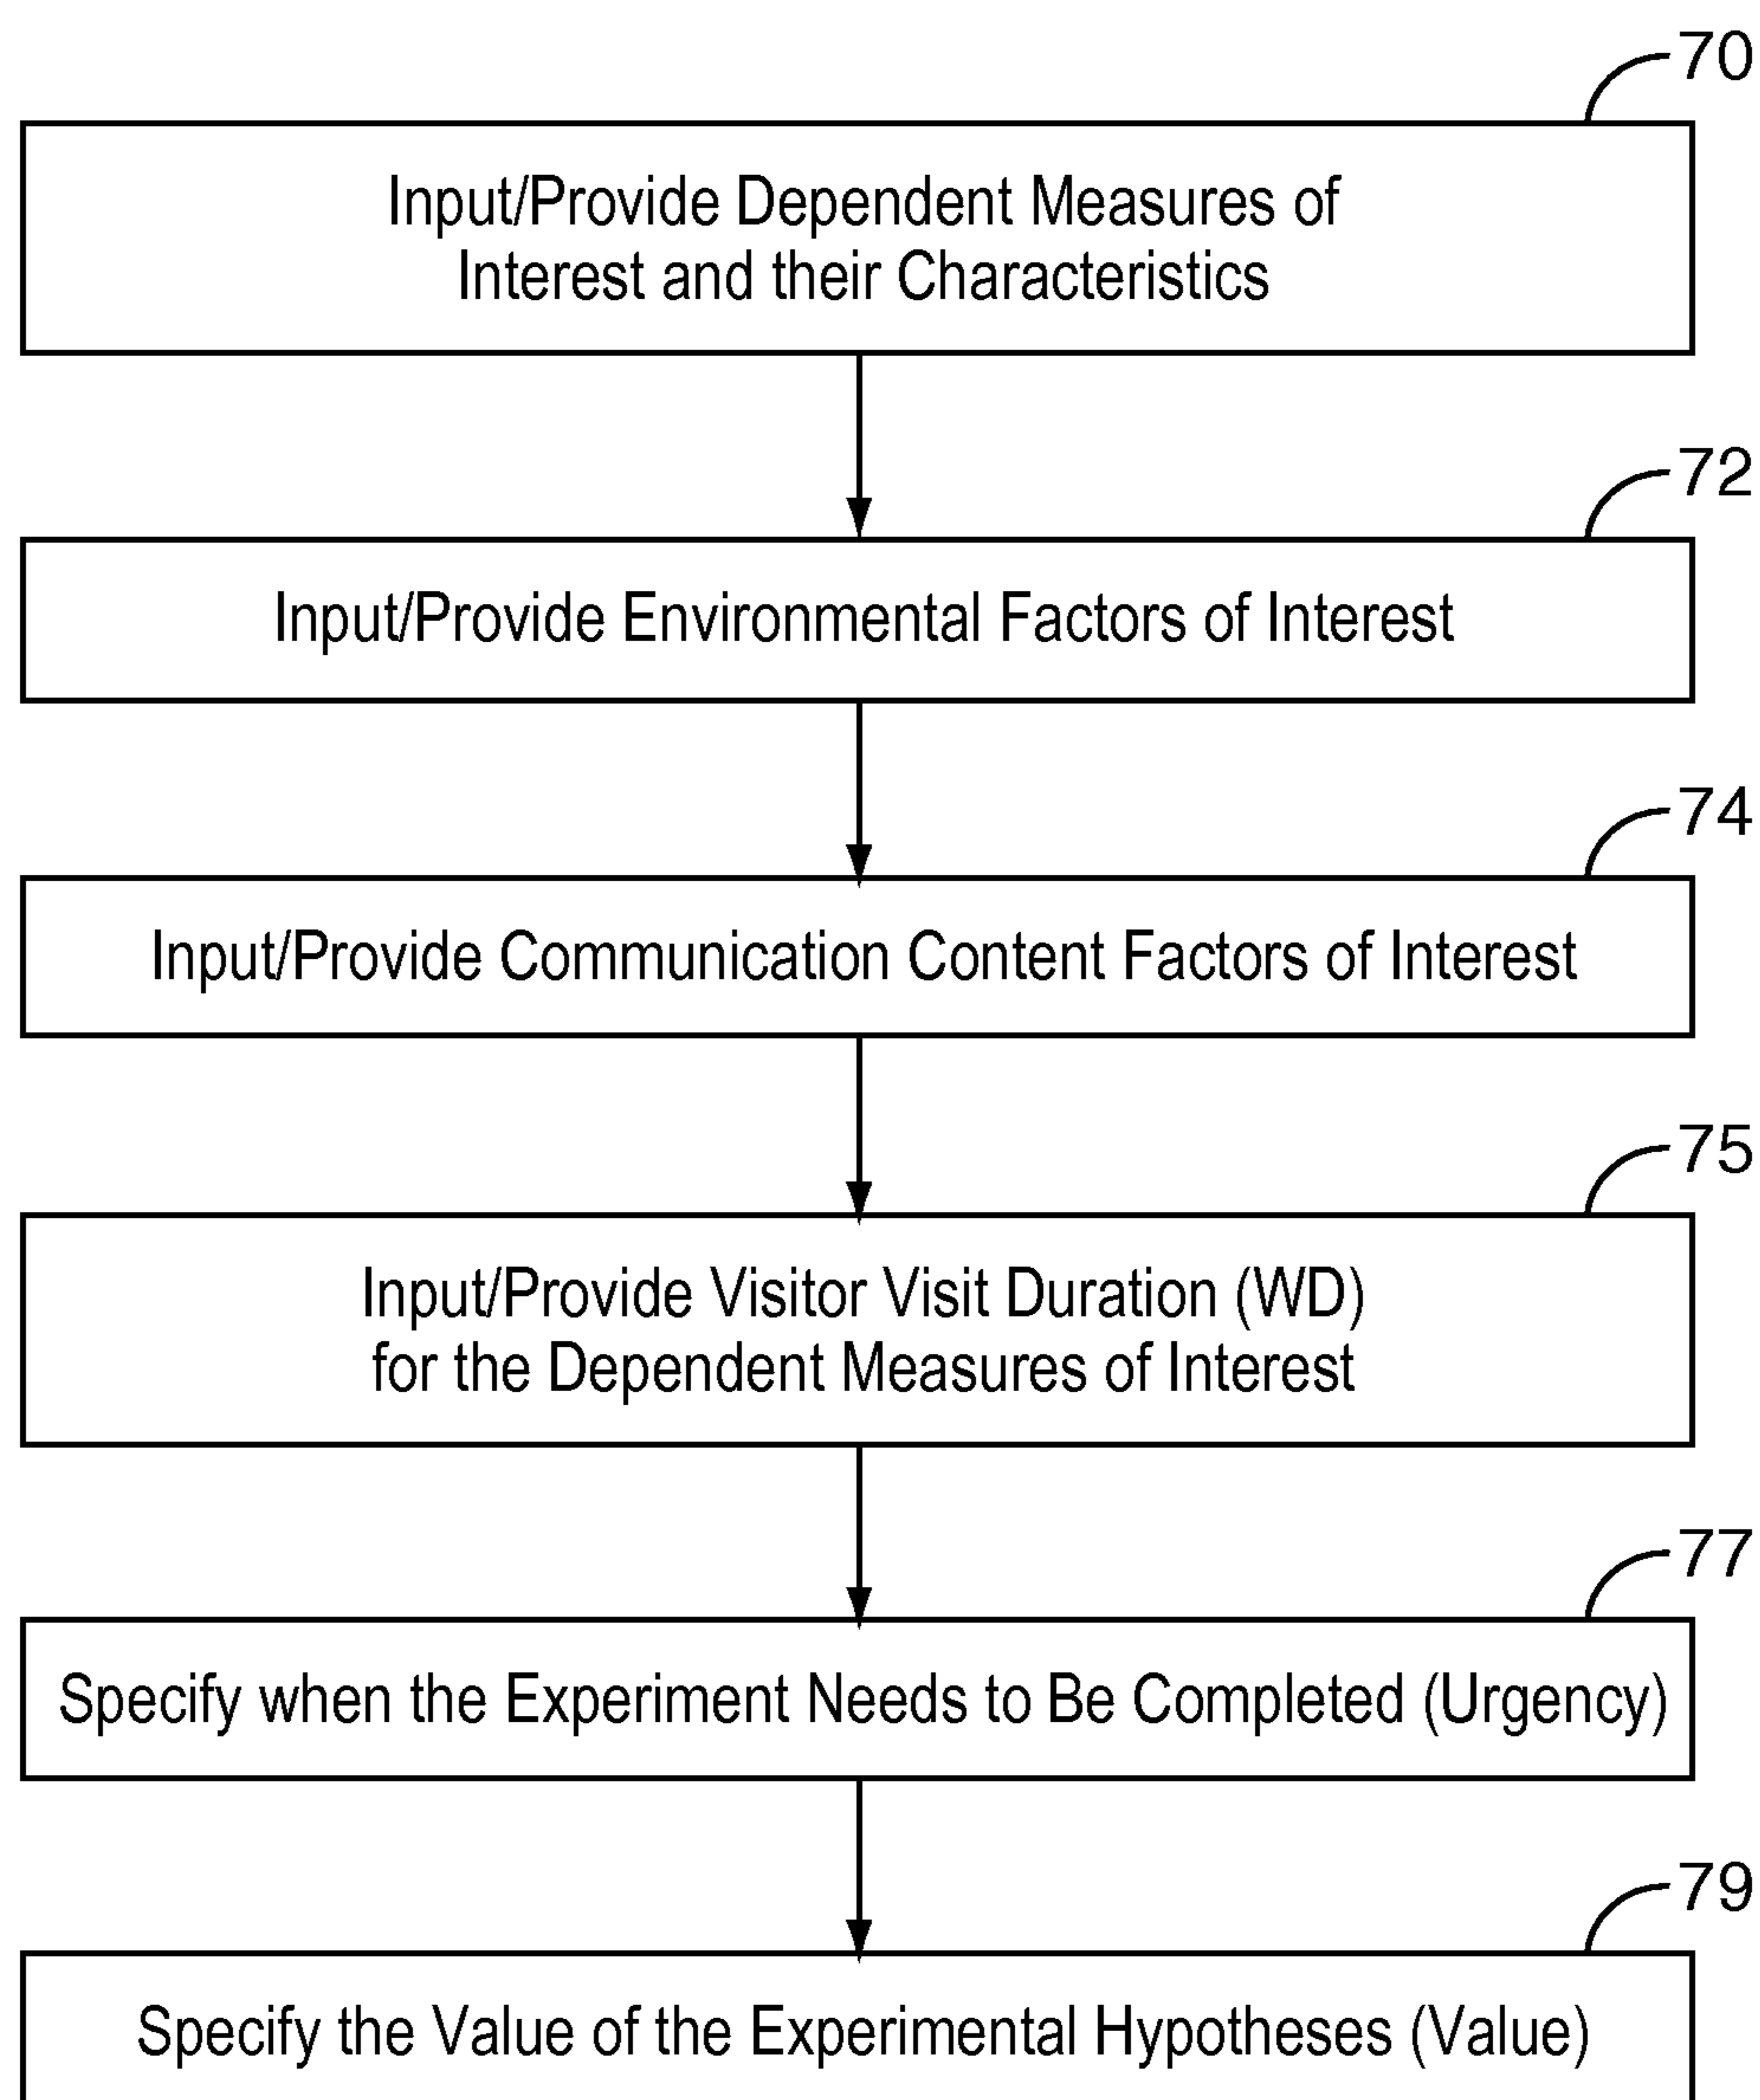 70
Input/Provide Dependent Measures of
Interest and their Characteristics
72
Input/Provide Environmental Factors of Interest
74
Input/Provide Communication Content Factors of Interest
75
Input/Provide Visitor Visit Duration (WD)
for the Dependent Measures of Interest
77
Specify when the Experiment Needs to Be Completed (Urgency)
79
Specify the Value of the Experimental Hypotheses (Value)